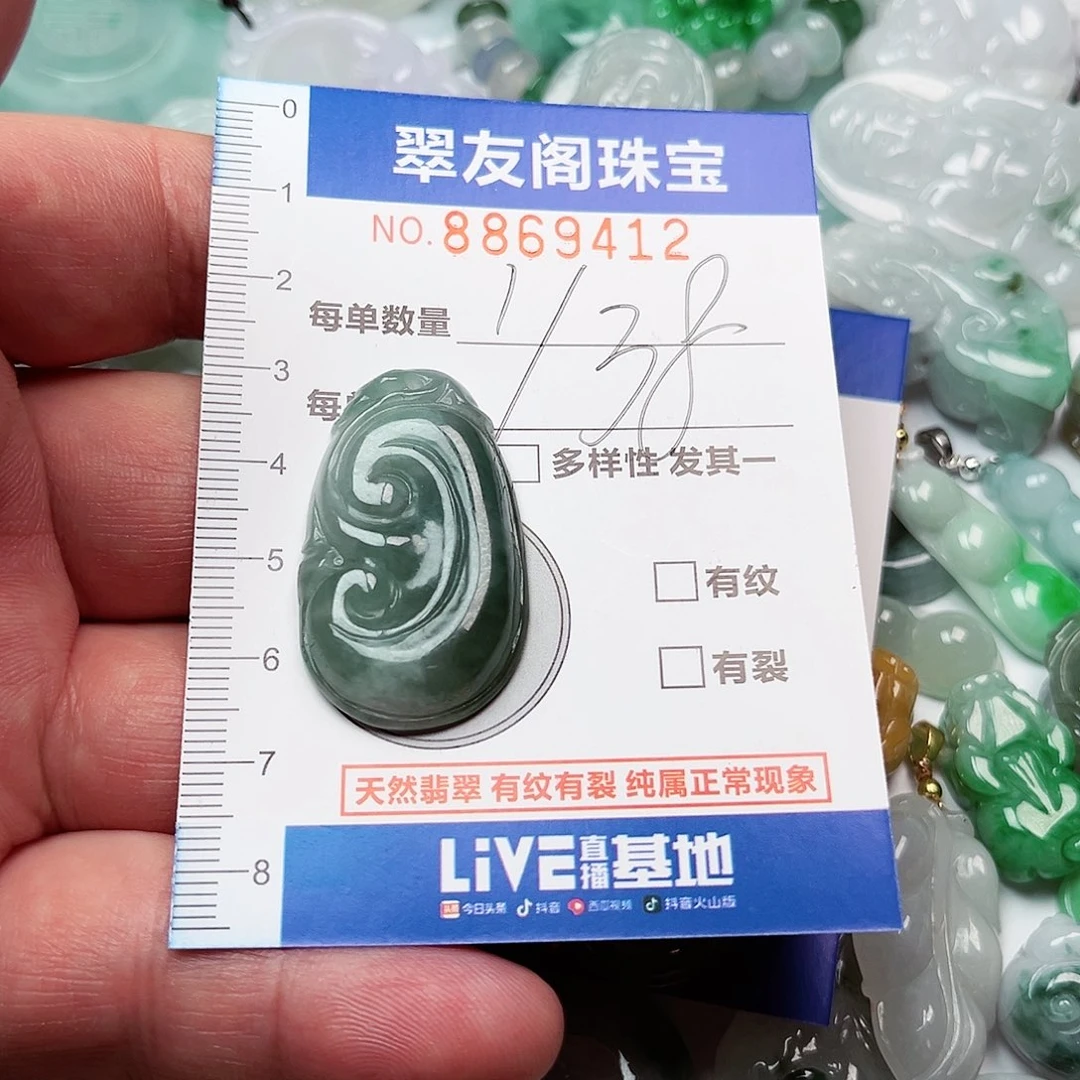 翠友阁珠宝
NO.8869412
每单数量 1/38
每
多样性 发其一
有纹
有裂
天然翡翠 有纹有裂 纯属正常现象
LiVE直播基地
头条 今日头条 抖音 西瓜视频 抖音火山版
0
1
2
3
4
5
6
7
8